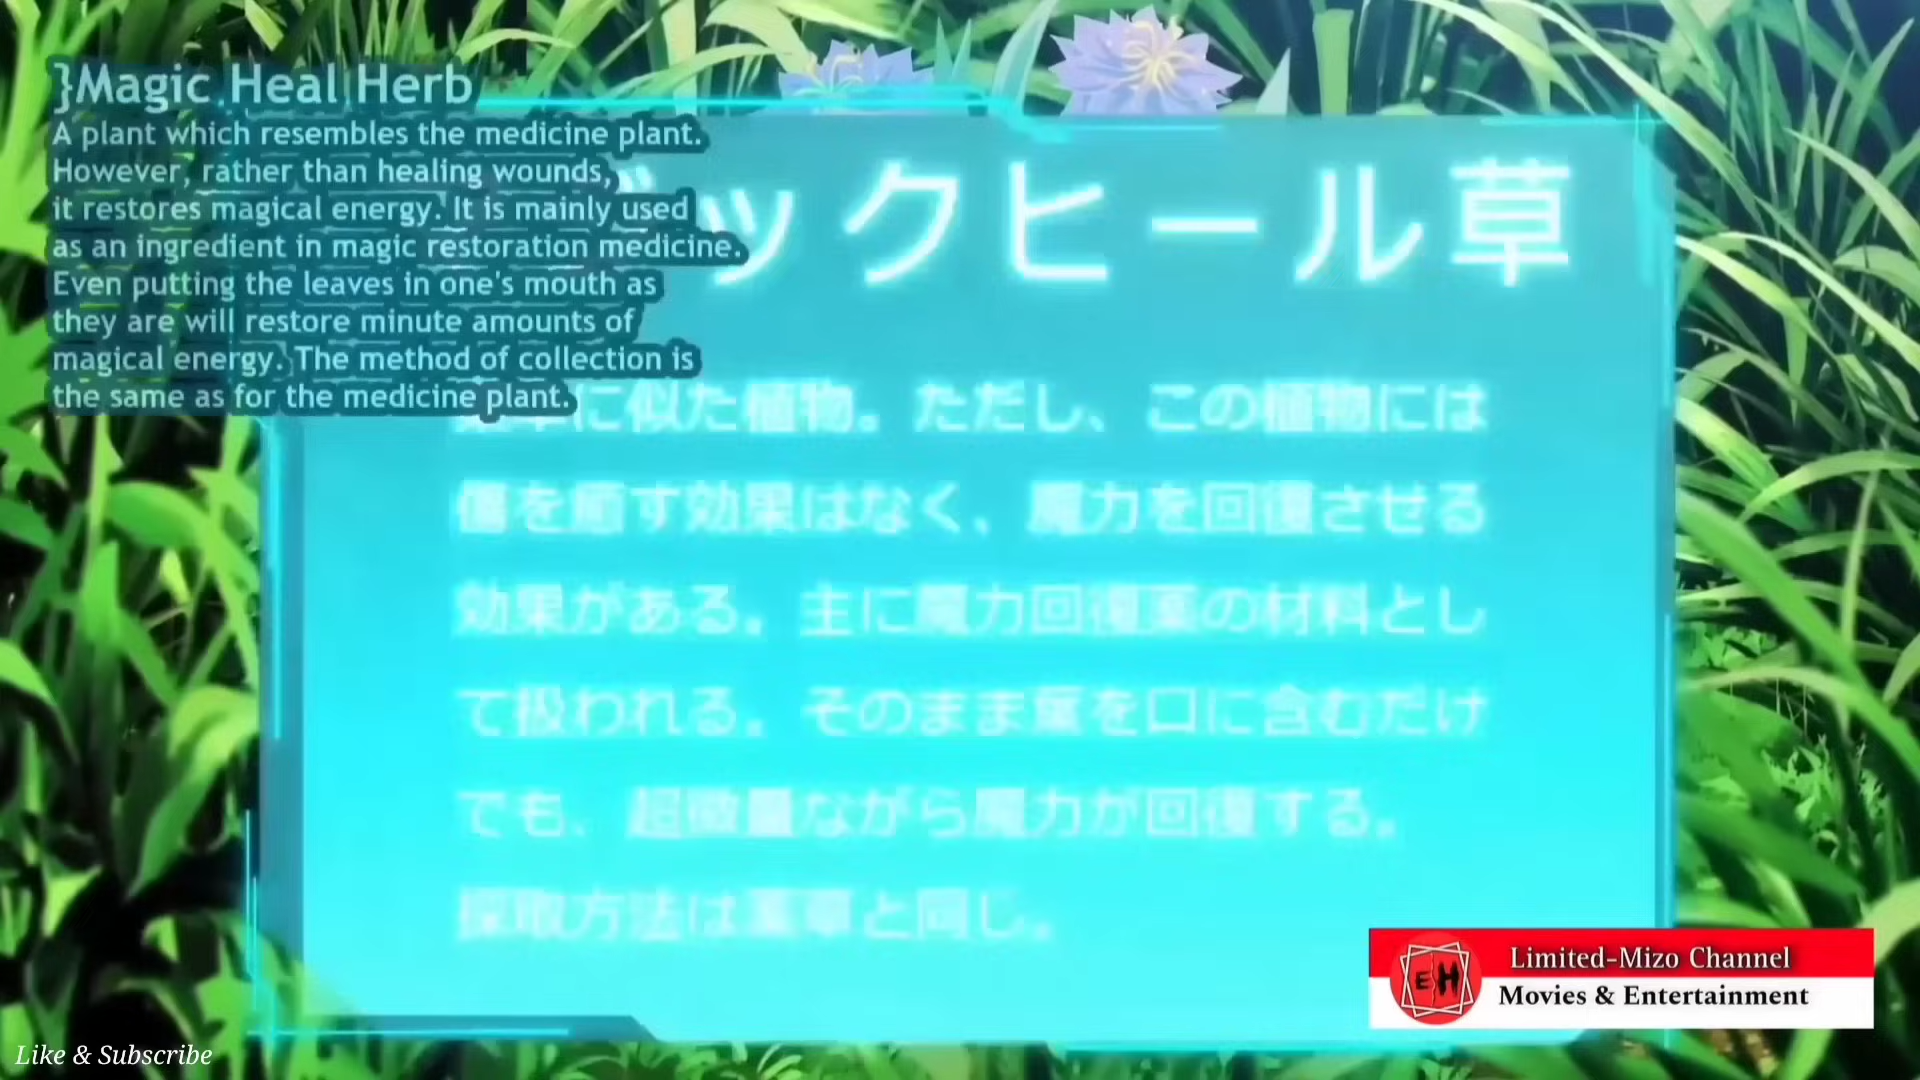 }Magic Heal Herb
A plant which resembles the medicine plant.
However, rather than healing wounds,
it restores magical energy. It is mainly used
as an ingredient in magic restoration medicine.
Even putting the leaves in one's mouth as
they are will restore minute amounts of
magical energy. The method of collection is
the same as for the medicine plant.
ックヒール草
に似た植物。ただし、この植物には
傷を癒す効果はなく、魔力を回復させる
効果がある。主に魔力回復薬の材料とし
て扱われる。そのまま葉を口に含むだけ
でも、超微量ながら魔力が回復する。
採取方法は薬草と同じ。
EH
Limited-Mizo Channel
Movies & Entertainment
Like & Subscribe